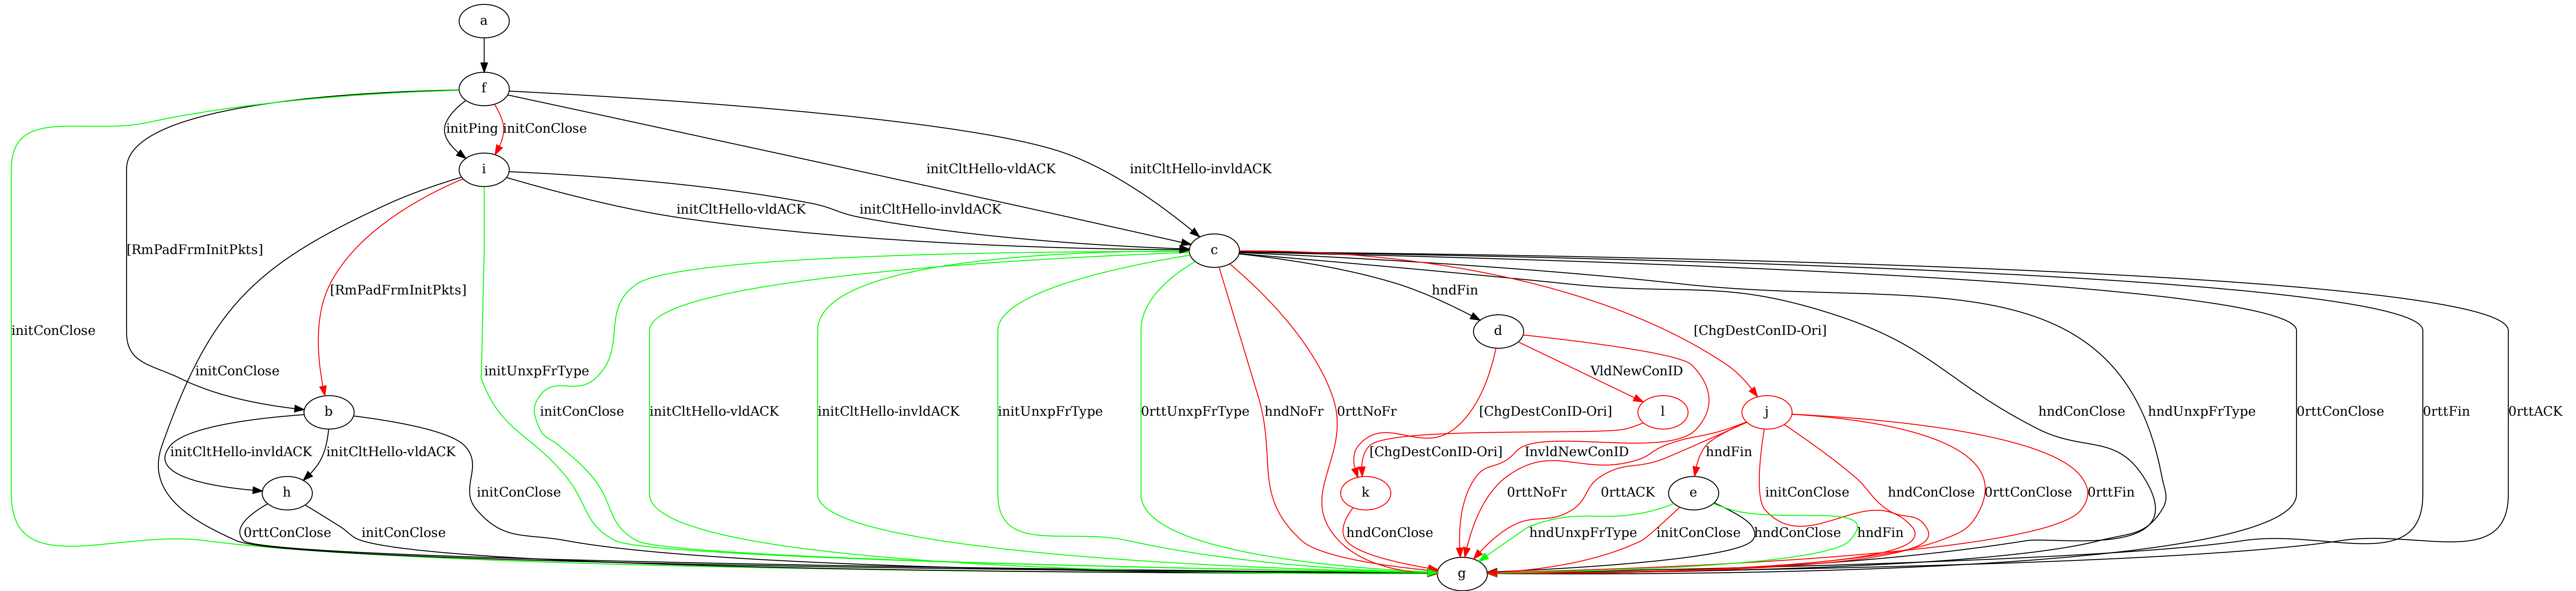 a
f
initPing
initConClose
i
initCltHello-vldACK
initCltHello-invldACK
initCltHello-vldACK
initCltHello-invldACK
[RmPadFrmInitPkts]
c
[RmPadFrmInitPkts]
hndFin
initConClose
d
[ChgDestConID-Ori]
initConClose
initUnxpFrType
VldNewConID
b
initConClose
initCltHello-vldACK
initCltHello-invldACK
initUnxpFrType
0rttUnxpFrType
hndNoFr
0rttNoFr
[ChgDestConID-Ori]
l
j
hndConClose
hndUnxpFrType
0rttConClose
0rttFin
0rttACK
initCltHello-invldACK
initCltHello-vldACK
[ChgDestConID-Ori]
InvldNewConID
hndFin
h
initConClose
k
0rttNoFr
0rttACK
e
initConClose
hndConClose
0rttConClose
0rttFin
0rttConClose
initConClose
hndConClose
hndUnxpFrType
initConClose
hndConClose
hndFin
g